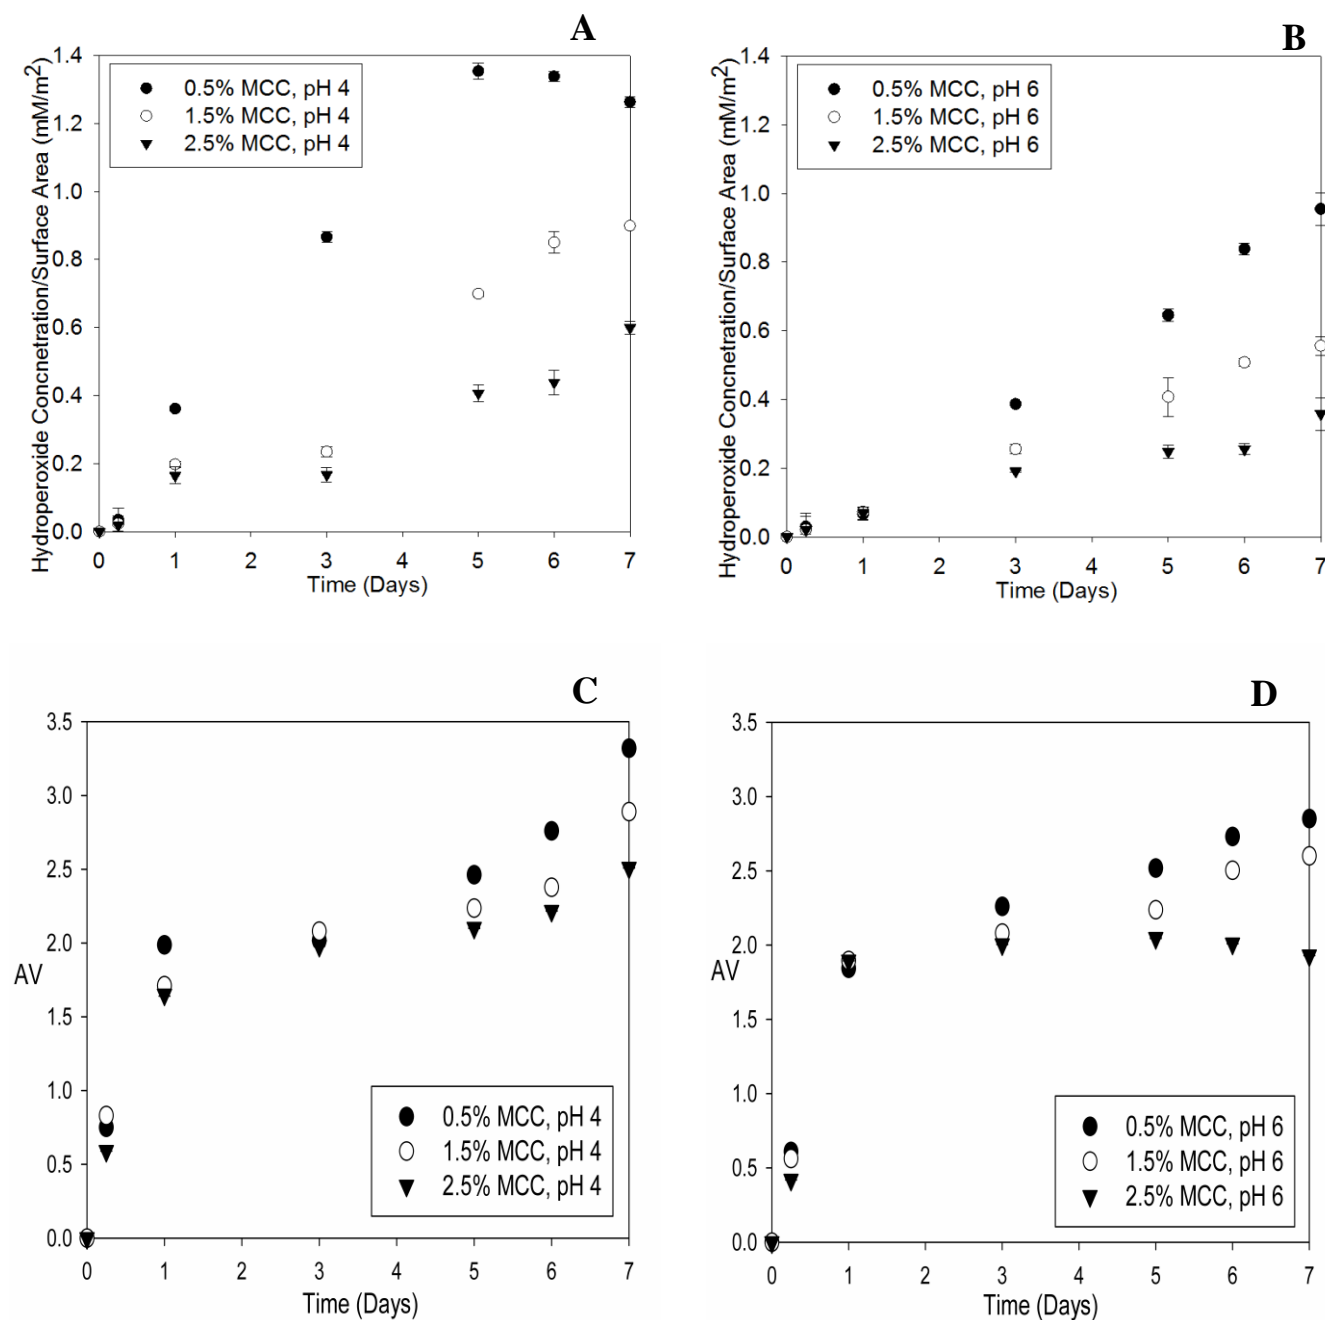 A
Hydroperoxide Concnetration/Surface Area (mM/m²)
1.4
1.2
1.0
0.8
0.6
0.4
0.2
0.0
0.5% MCC, pH 4
1.5% MCC, pH 4
2.5% MCC, pH 4
0 1 2 3 4 5 6 7
Time (Days)
B
Hydroperoxide Concnetration/Surface Area (mM/m²)
1.4
1.2
1.0
0.8
0.6
0.4
0.2
0.0
0.5% MCC, pH 6
1.5% MCC, pH 6
2.5% MCC, pH 6
0 1 2 3 4 5 6 7
Time (Days)
C
AV
3.5
3.0
2.5
2.0
1.5
1.0
0.5
0.0
0.5% MCC, pH 4
1.5% MCC, pH 4
2.5% MCC, pH 4
0 1 2 3 4 5 6 7
Time (Days)
D
AV
3.5
3.0
2.5
2.0
1.5
1.0
0.5
0.0
0.5% MCC, pH 6
1.5% MCC, pH 6
2.5% MCC, pH 6
0 1 2 3 4 5 6 7
Time (Days)